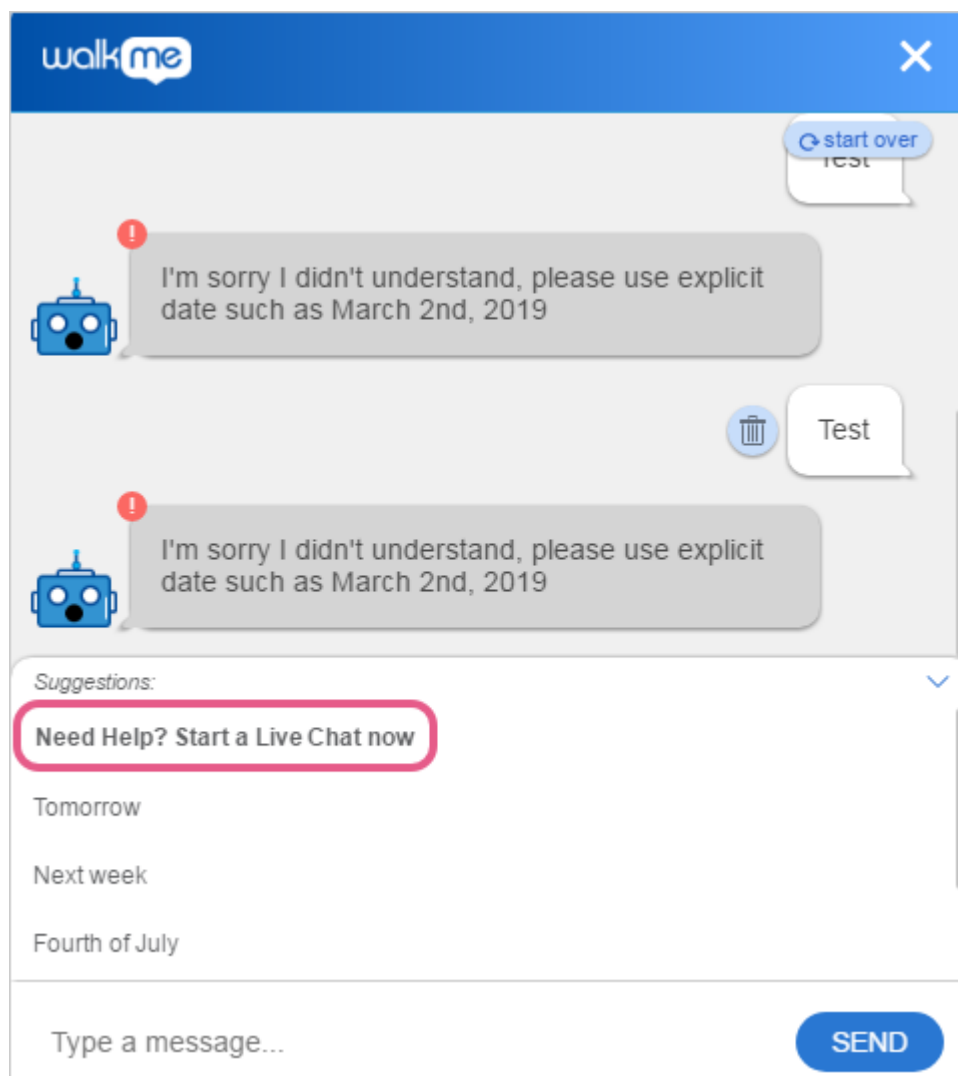 walkme
start over
Test
I'm sorry I didn't understand, please use explicit
date such as March 2nd, 2019
Test
I'm sorry I didn't understand, please use explicit
date such as March 2nd, 2019
Suggestions:
Need Help? Start a Live Chat now
Tomorrow
Next week
Fourth of July
Type a message...
SEND